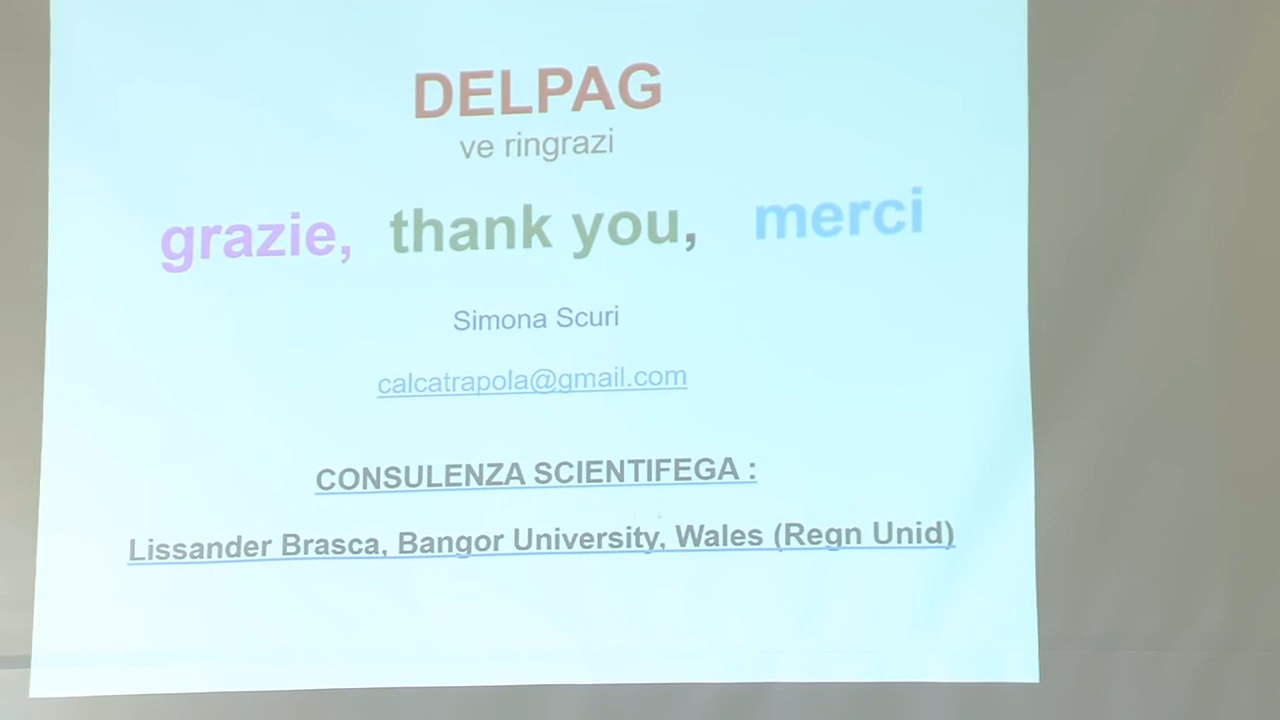 DELPAG
ve ringrazi
grazie, thank you, merci
Simona Scuri
calcatrapola@gmail.com
CONSULENZA SCIENTIFEGA :
Lissander Brasca, Bangor University, Wales (Regn Unid)